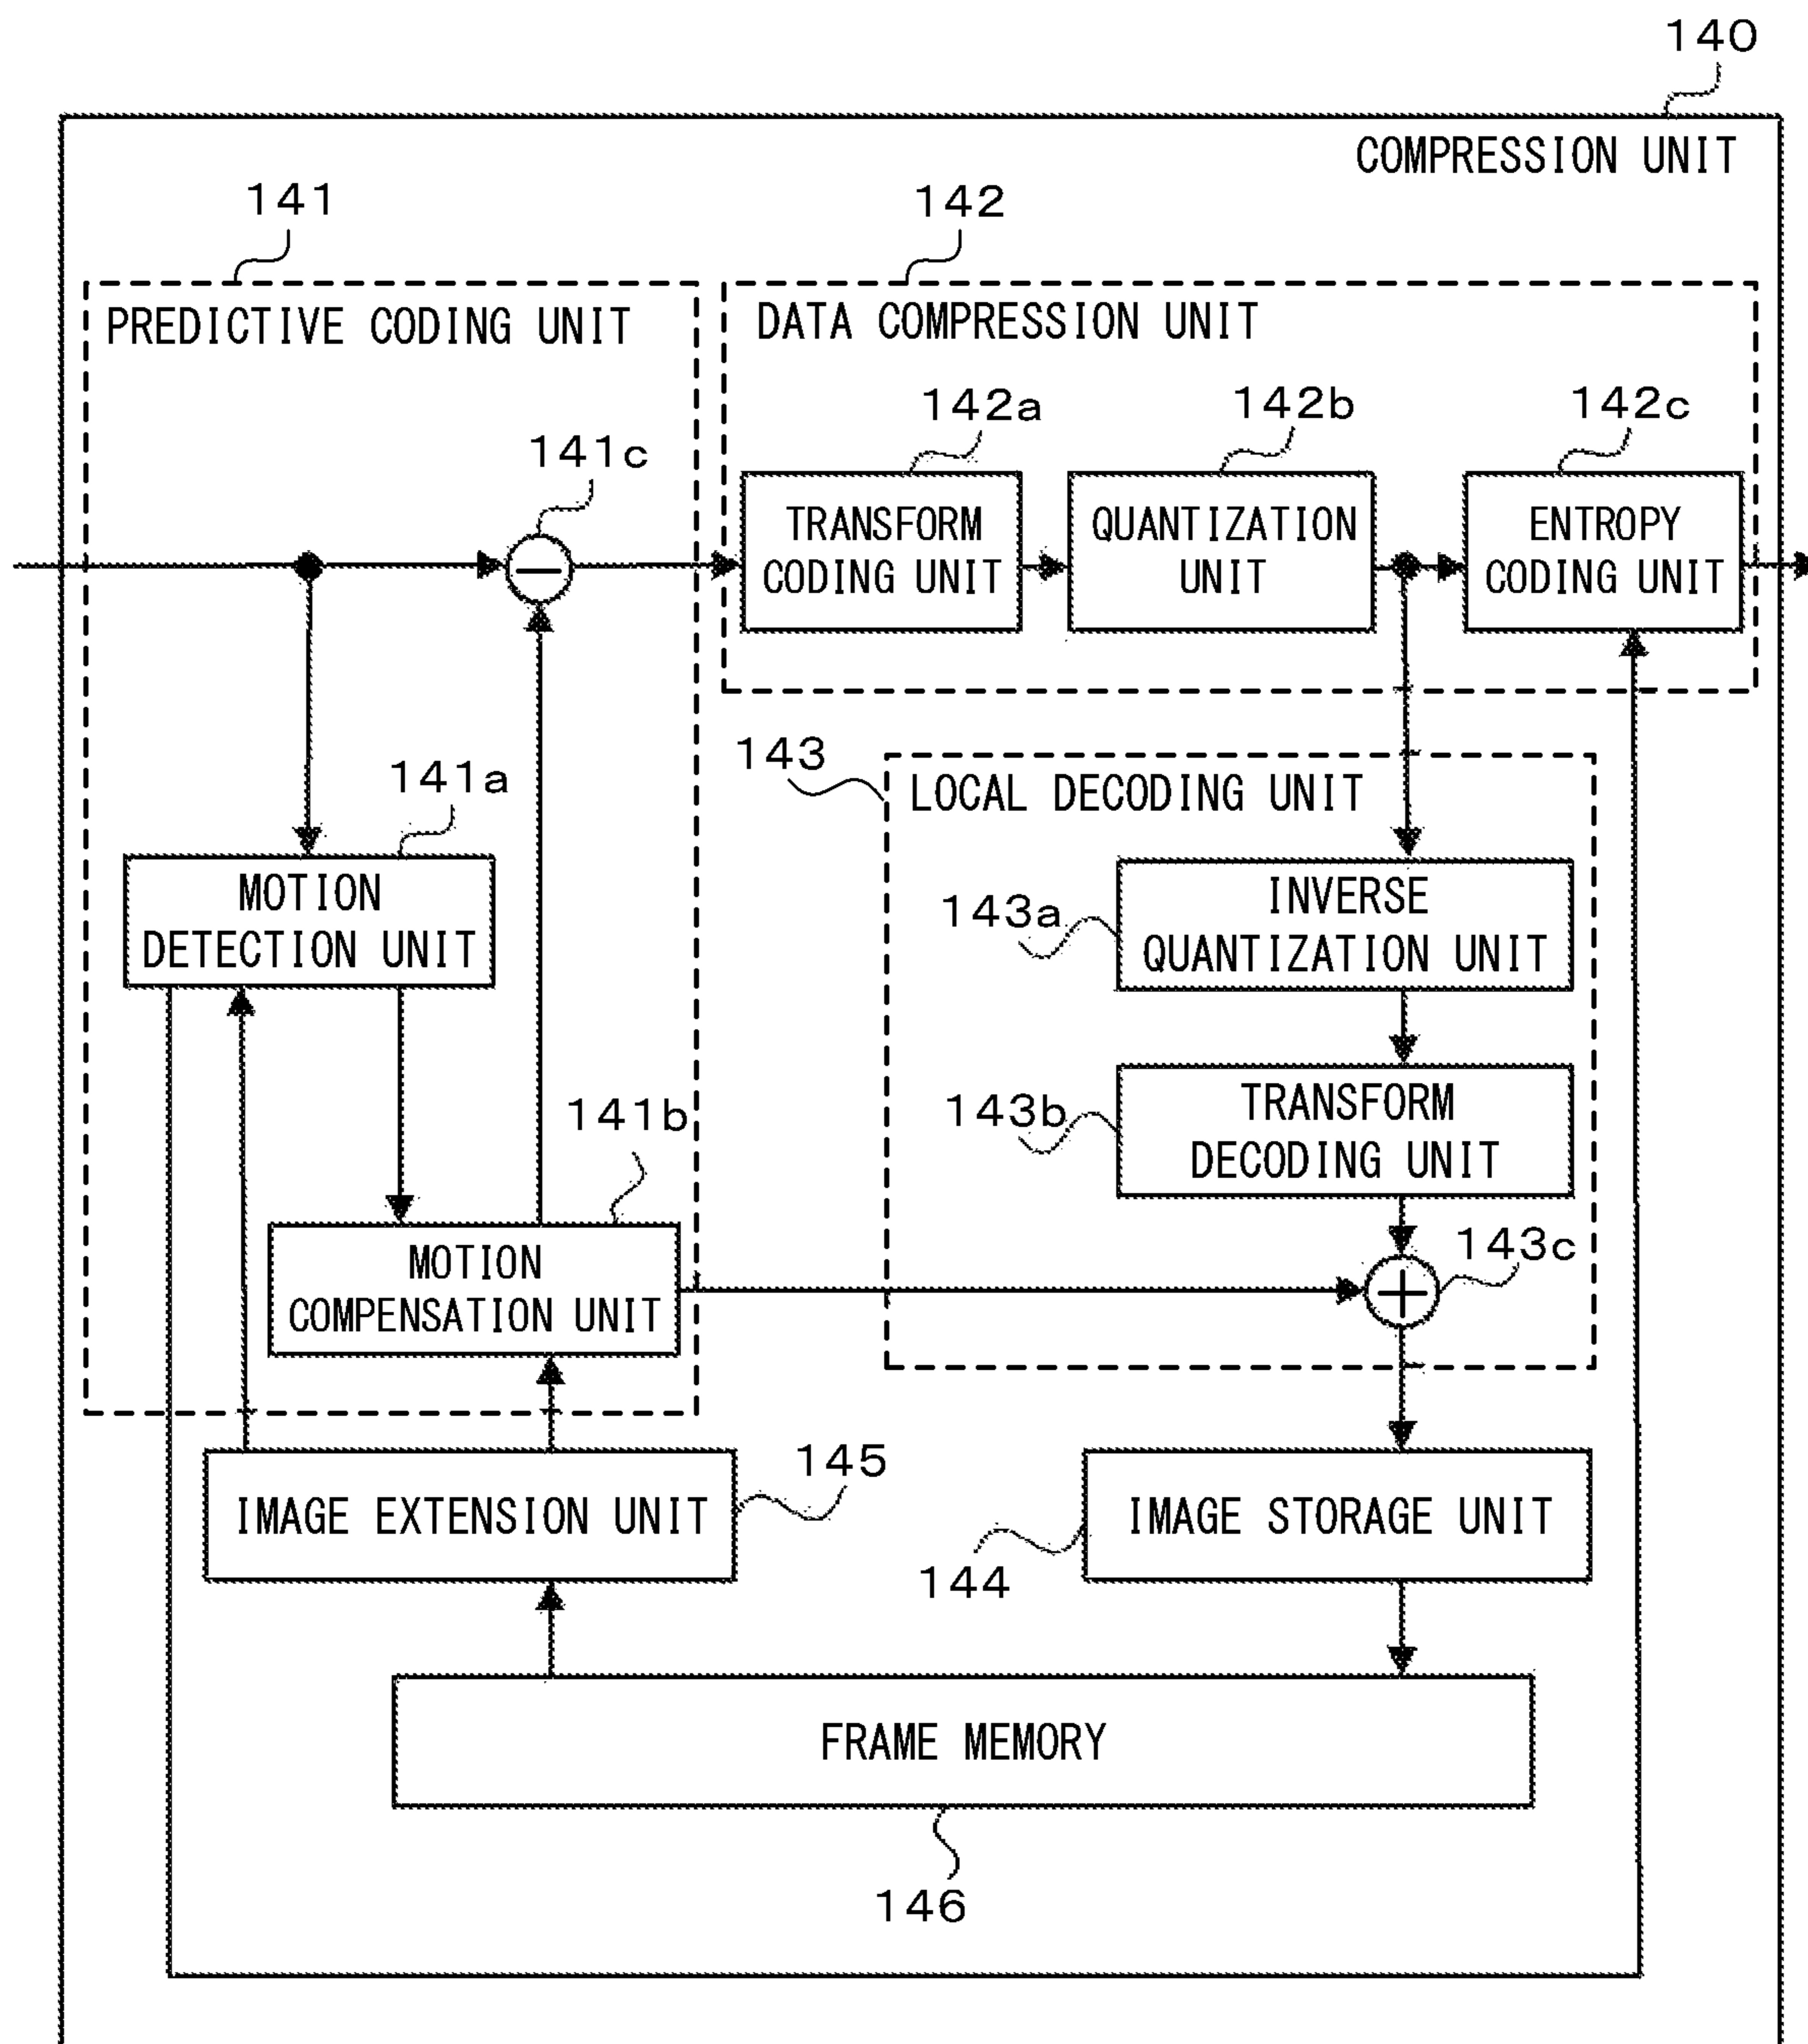 140
COMPRESSION UNIT
141
142
PREDICTIVE CODING UNIT
DATA COMPRESSION UNIT
142a
142b
142c
141c
TRANSFORM
CODING UNIT
QUANTIZATION
UNIT
ENTROPY
CODING UNIT
143
LOCAL DECODING UNIT
141a
MOTION
DETECTION UNIT
143a
INVERSE
QUANTIZATION UNIT
141b
143b
TRANSFORM
DECODING UNIT
MOTION
COMPENSATION UNIT
143c
145
IMAGE EXTENSION UNIT
IMAGE STORAGE UNIT
144
FRAME MEMORY
146